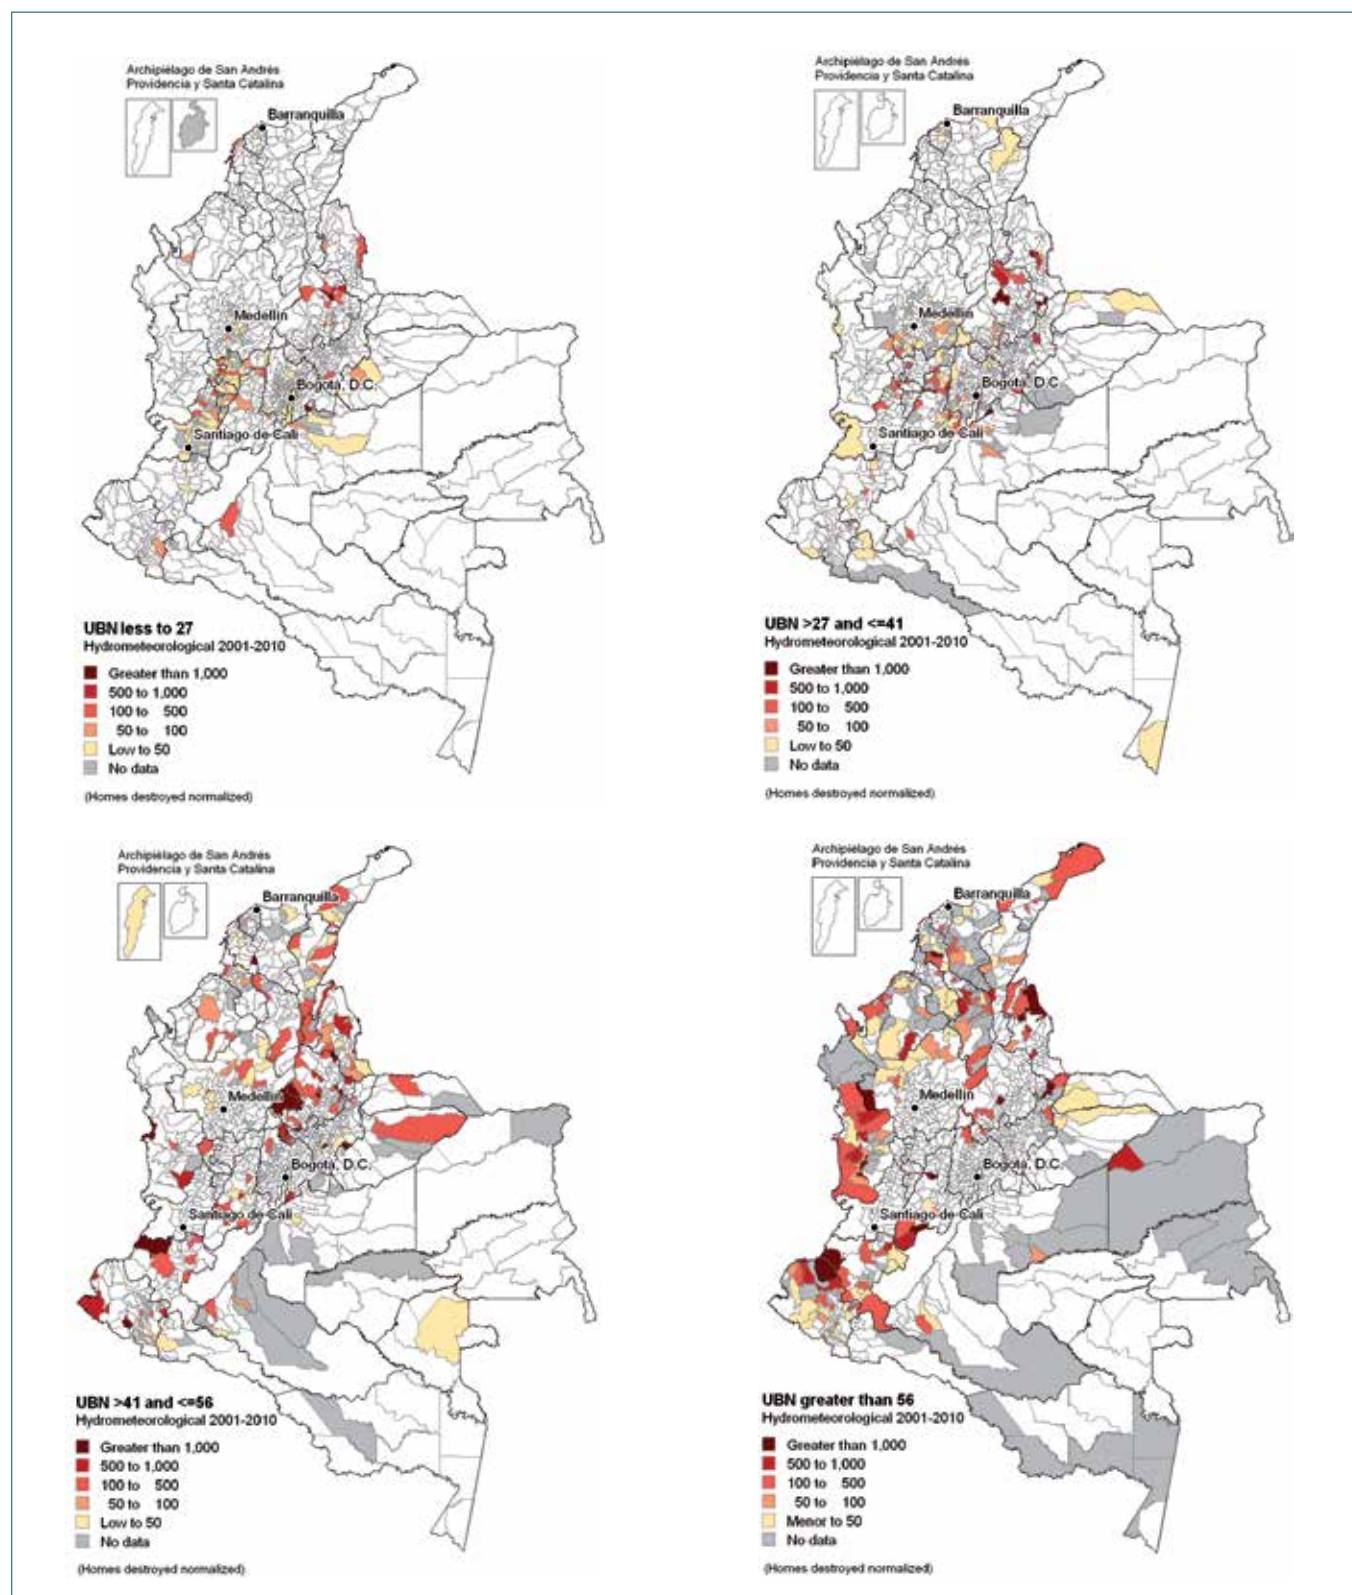 Archipiélago de San Andrés
Providencia y Santa Catalina
Barranquilla
Medellín
Bogotá, D.C.
Santiago de Cali
UBN less to 27
Hydrometeorological 2001-2010
Greater than 1,000
500 to 1,000
100 to 500
50 to 100
Low to 50
No data
(Homes destroyed normalized)
Archipiélago de San Andrés
Providencia y Santa Catalina
Barranquilla
Medellín
Bogotá, D.C.
Santiago de Cali
UBN >27 and <=41
Hydrometeorological 2001-2010
Greater than 1,000
500 to 1,000
100 to 500
50 to 100
Low to 50
No data
(Homes destroyed normalized)
Archipiélago de San Andrés
Providencia y Santa Catalina
Barranquilla
Medellín
Bogotá, D.C.
Santiago de Cali
UBN >41 and <=56
Hydrometeorological 2001-2010
Greater than 1,000
500 to 1,000
100 to 500
50 to 100
Low to 50
No data
(Homes destroyed normalized)
Archipiélago de San Andrés
Providencia y Santa Catalina
Barranquilla
Medellín
Bogotá, D.C.
Santiago de Cali
UBN greater than 56
Hydrometeorological 2001-2010
Greater than 1,000
500 to 1,000
100 to 500
50 to 100
Menor to 50
No data
(Homes destroyed normalized)